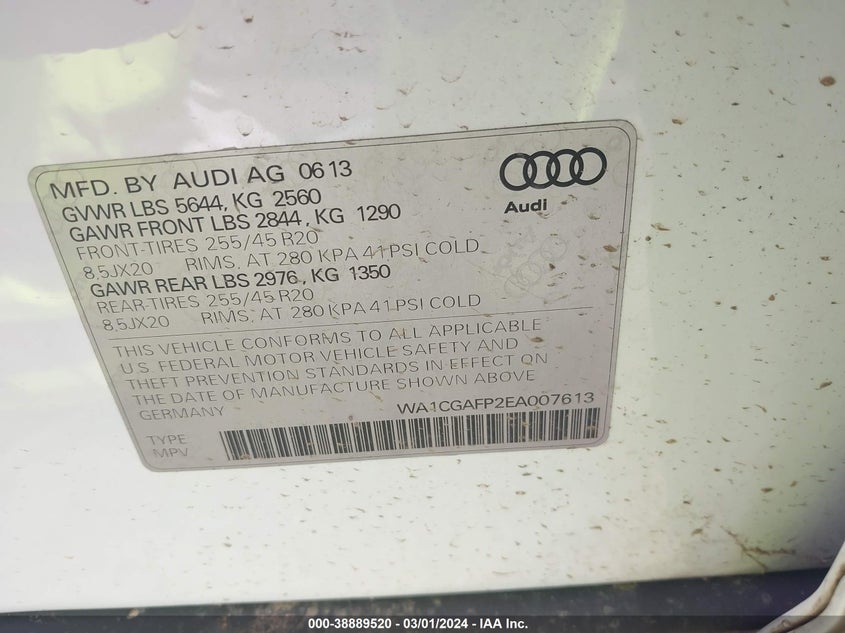 MFD. BY AUDI AG 0613
GVWR LBS 5644, KG 2560
GAWR FRONT LBS 2844, KG 1290
FRONT-TIRES 255/45 R20
8,5JX20 RIMS, AT 280 KPA 41 PSI COLD
GAWR REAR LBS 2976, KG 1350
REAR-TIRES 255/45 R20
8,5JX20 RIMS, AT 280 KPA 41 PSI COLD
Audi
THIS VEHICLE CONFORMS TO ALL APPLICABLE
U.S. FEDERAL MOTOR VEHICLE SAFETY AND
THEFT PREVENTION STANDARDS IN EFFECT ON
THE DATE OF MANUFACTURE SHOWN ABOVE
GERMANY WA1CGAFP2EA007613
TYPE
MPV
000-38889520 - 03/01/2024 - IAA Inc.